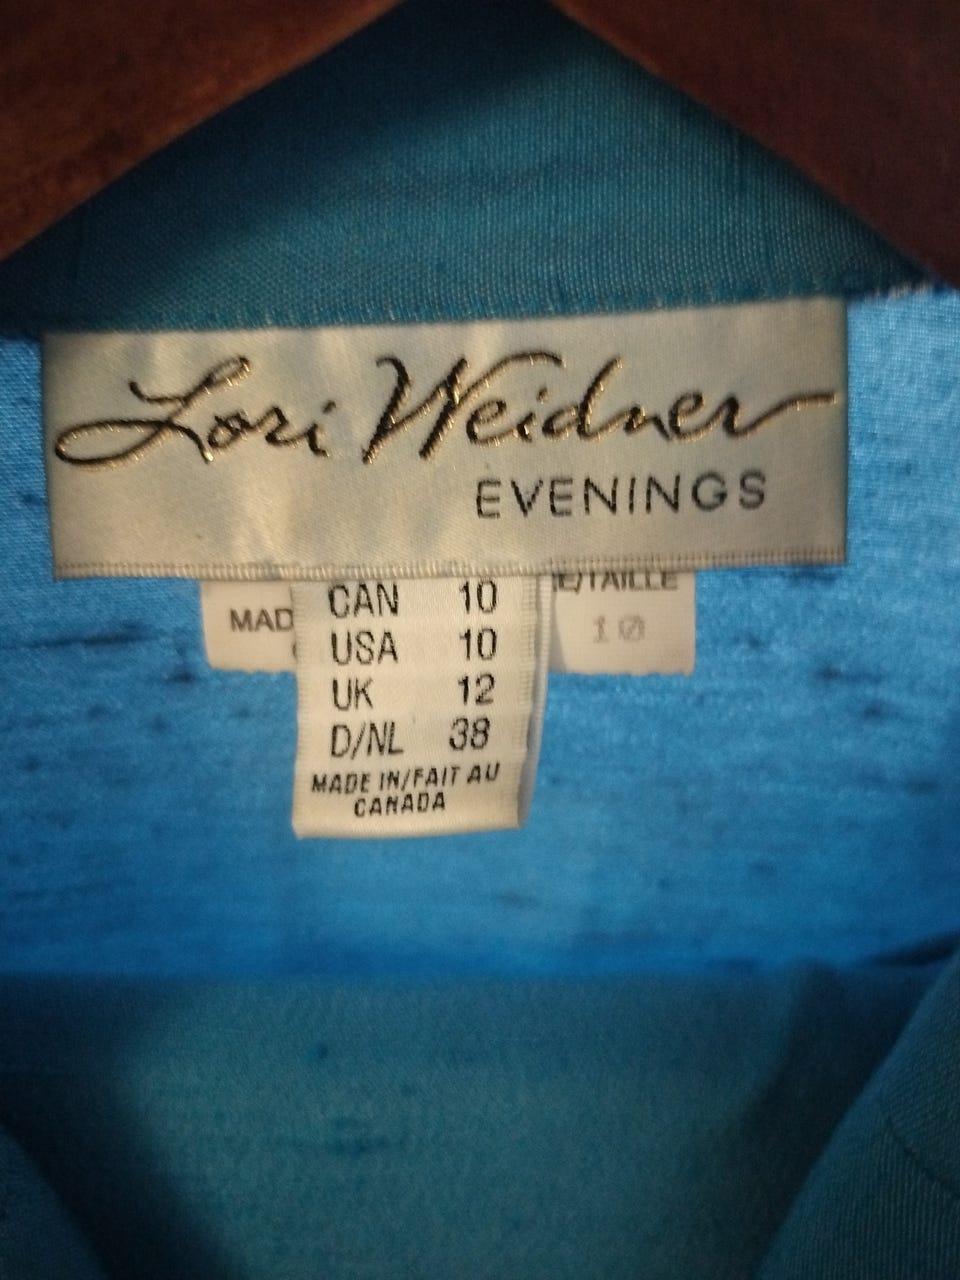 Lori Weidner
EVENINGS
E/TAILLE
CAN 10
MAD
10
USA 10
UK 12
D/NL 38
MADE IN/FAIT AU
CANADA